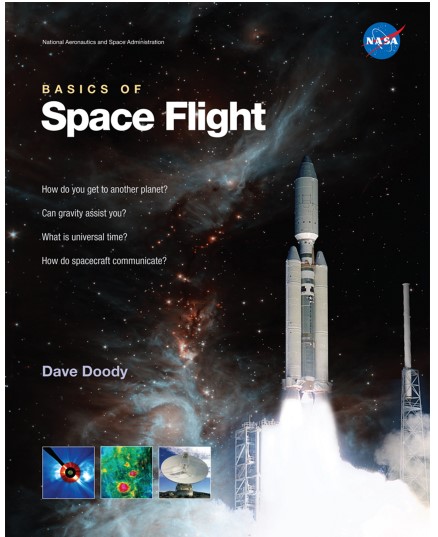 National Aeronautics and Space Administration
NASA
BASICS OF
Space Flight
How do you get to another planet?
Can gravity assist you?
What is universal time?
How do spacecraft communicate?
Dave Doody